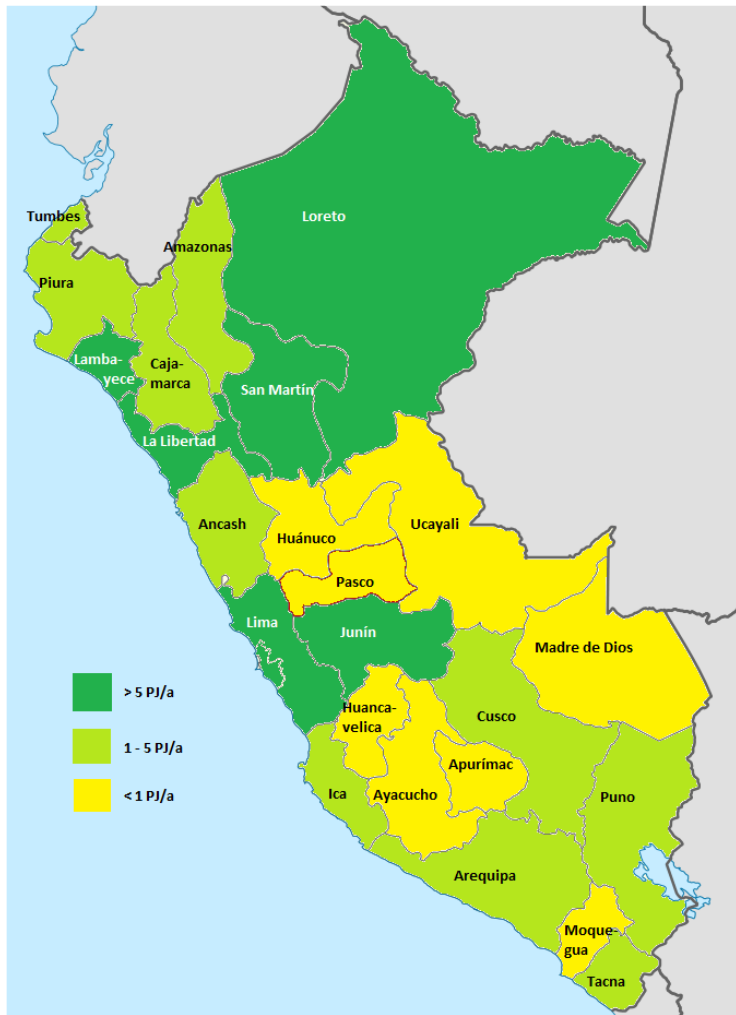 Tumbes
Loreto
Amazonas
Piura
Lamba-
yece
Caja-
marca
San Martín
La Libertad
Ancash
Huánuco
Ucayali
Pasco
Lima
Junín
Madre de Dios
> 5 PJ/a
1 - 5 PJ/a
< 1 PJ/a
Huanca-
velica
Cusco
Apurímac
Ica
Ayacucho
Puno
Arequipa
Moque-
gua
Tacna